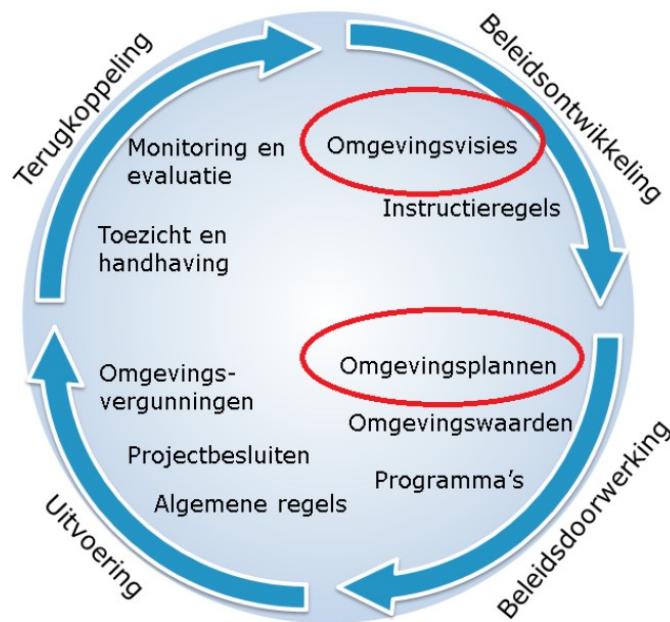 Terugkoppeling
Beleidsontwikkeling
Monitoring en
evaluatie
Omgevingsvisies
Instructieregels
Toezicht en
handhaving
Omgevings-
vergunningen
Omgevingsplannen
Omgevingswaarden
Projectbesluiten
Programma's
Algemene regels
Uitvoering
Beleidsdoorwerking